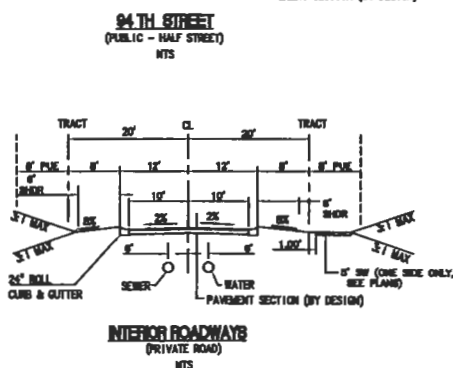 94 TH STREET
(PUBLIC - HALF STREET)
NTS
TRACT CL TRACT
20' 20'
8' PUE 8' 12' 12' 8' 8' PUE
6' SHDR 10' 10' 6' SHDR
3:1 MAX 8% 2% 2% 8% 3:1 MAX
3:1 MAX 6' 6' 1.00' 3:1 MAX
24" ROLL CURB & GUTTER
SEWER WATER
5' SW (ONE SIDE ONLY, SEE PLANS)
PAVEMENT SECTION (BY DESIGN)
INTERIOR ROADWAYS
(PRIVATE ROAD)
NTS